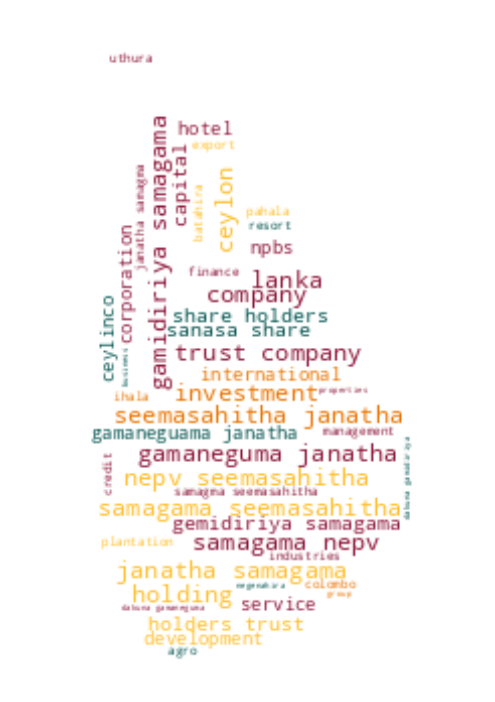 uthura
hotel
export
gamidiriya samagama
capital
janatha samagma
batahira
ceylon
pahala
resort
npbs
corporation
finance
lanka
company
ceylinco
share holders
sanasa share
business
trust company
international
ihala
investment
properties
seemasahitha janatha
gamaneguama janatha
management
gamaneguma janatha
credit
dakuna gamidiriya
nepv seemasahitha
samagma seemasahitha
samagama seemasahitha
gemidiriya samagama
plantation
samagama nepv
industries
janatha samagama
negenahira
colombo
holding
group
dakuna gamaneguma
service
holders trust
development
agro